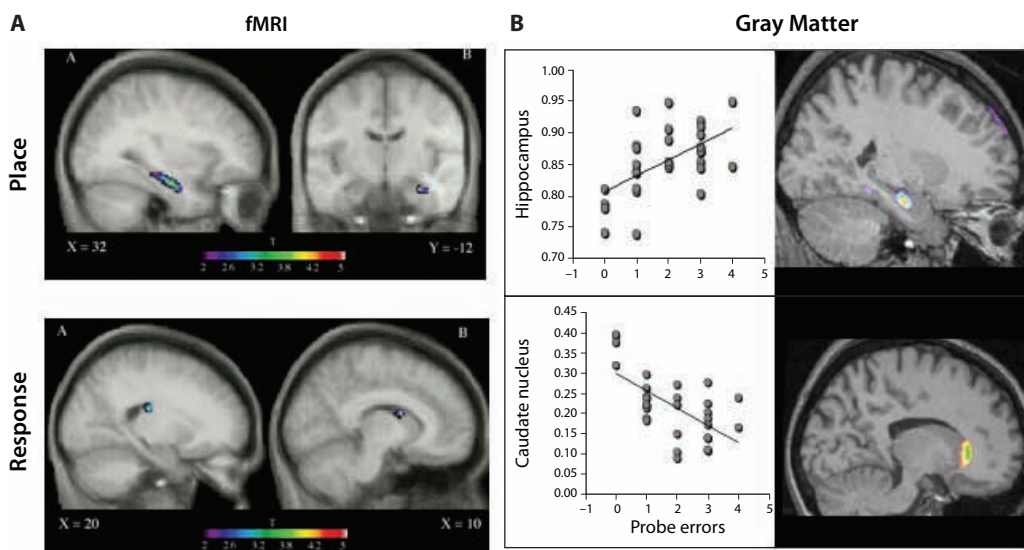 A
fMRI
Place
A
B
X = 32
Y = -12
T
2 2.6 3.2 3.8 4.2 5
Response
A
B
X = 20
X = 10
T
2 2.6 3.2 3.8 4.2 5
B
Gray Matter
Hippocampus
1.00
0.95
0.90
0.85
0.80
0.75
0.70
−1 0 1 2 3 4 5
Caudate nucleus
0.45
0.40
0.35
0.30
0.25
0.20
0.15
0.10
0.05
0.00
−1 0 1 2 3 4 5
Probe errors